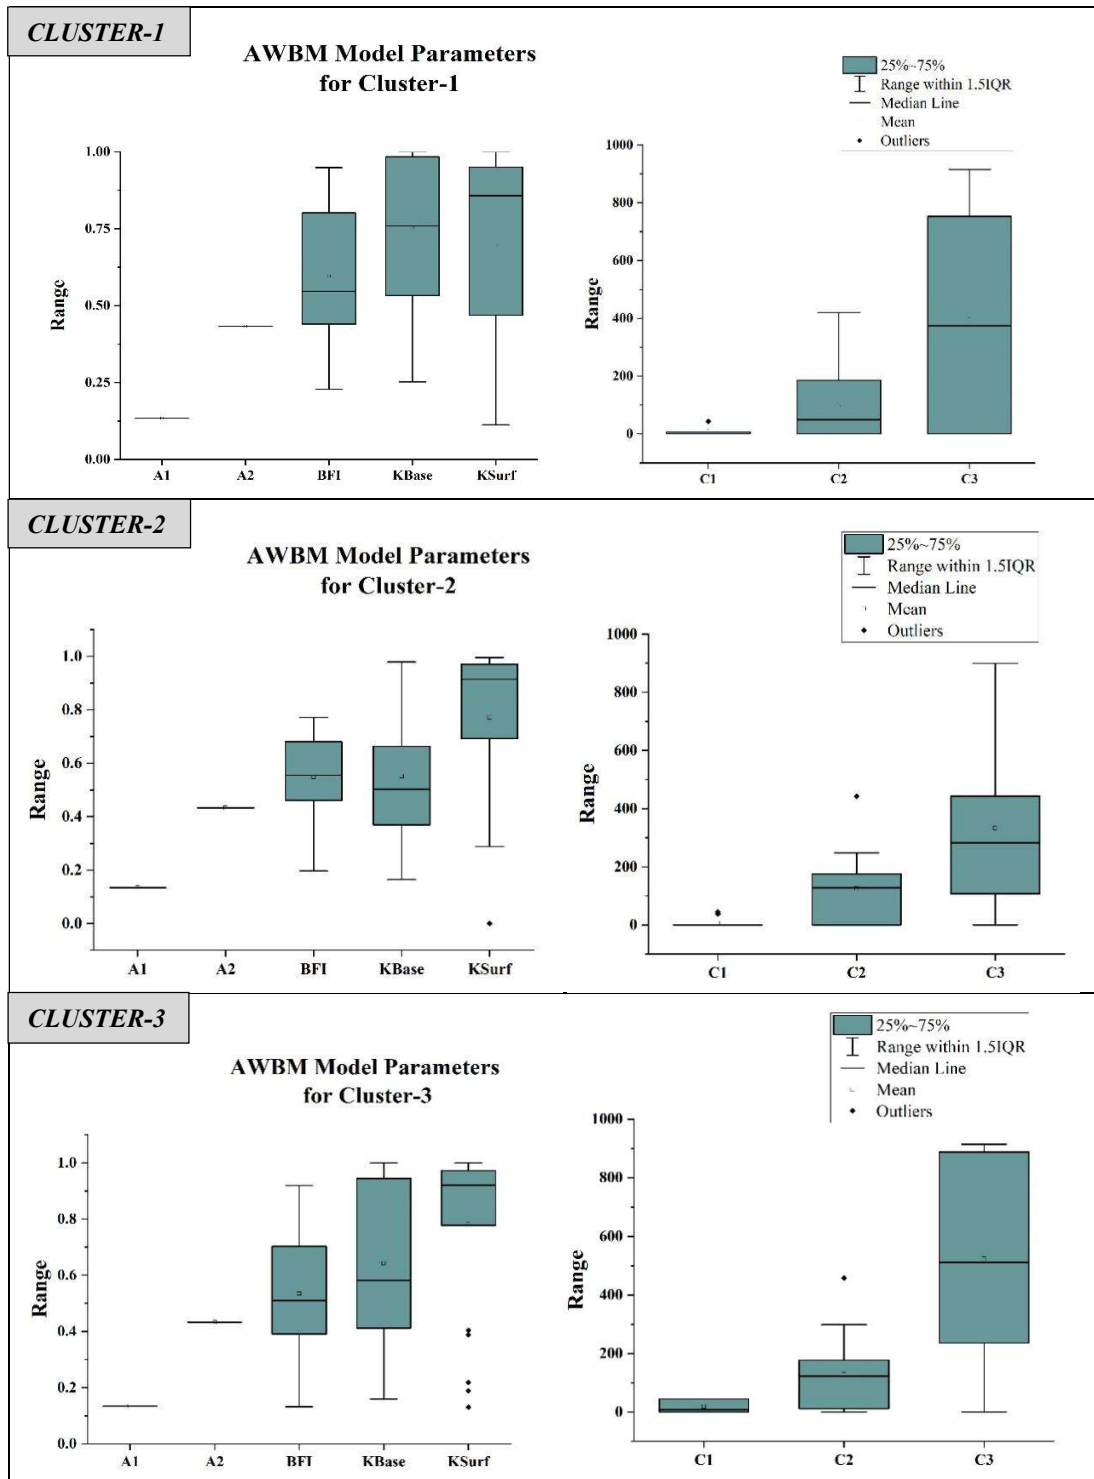 CLUSTER-1
AWBM Model Parameters
for Cluster-1
25%~75%
Range within 1.5IQR
Median Line
Mean
Outliers
Range
1.00
0.75
0.50
0.25
0.00
A1 A2 BFI KBase KSurf
Range
1000
800
600
400
200
0
C1 C2 C3
CLUSTER-2
AWBM Model Parameters
for Cluster-2
25%~75%
Range within 1.5IQR
Median Line
Mean
Outliers
Range
1.0
0.8
0.6
0.4
0.2
0.0
A1 A2 BFI KBase KSurf
Range
1000
800
600
400
200
0
C1 C2 C3
CLUSTER-3
AWBM Model Parameters
for Cluster-3
25%~75%
Range within 1.5IQR
Median Line
Mean
Outliers
Range
1.0
0.8
0.6
0.4
0.2
0.0
A1 A2 BFI KBase KSurf
Range
1000
800
600
400
200
0
C1 C2 C3